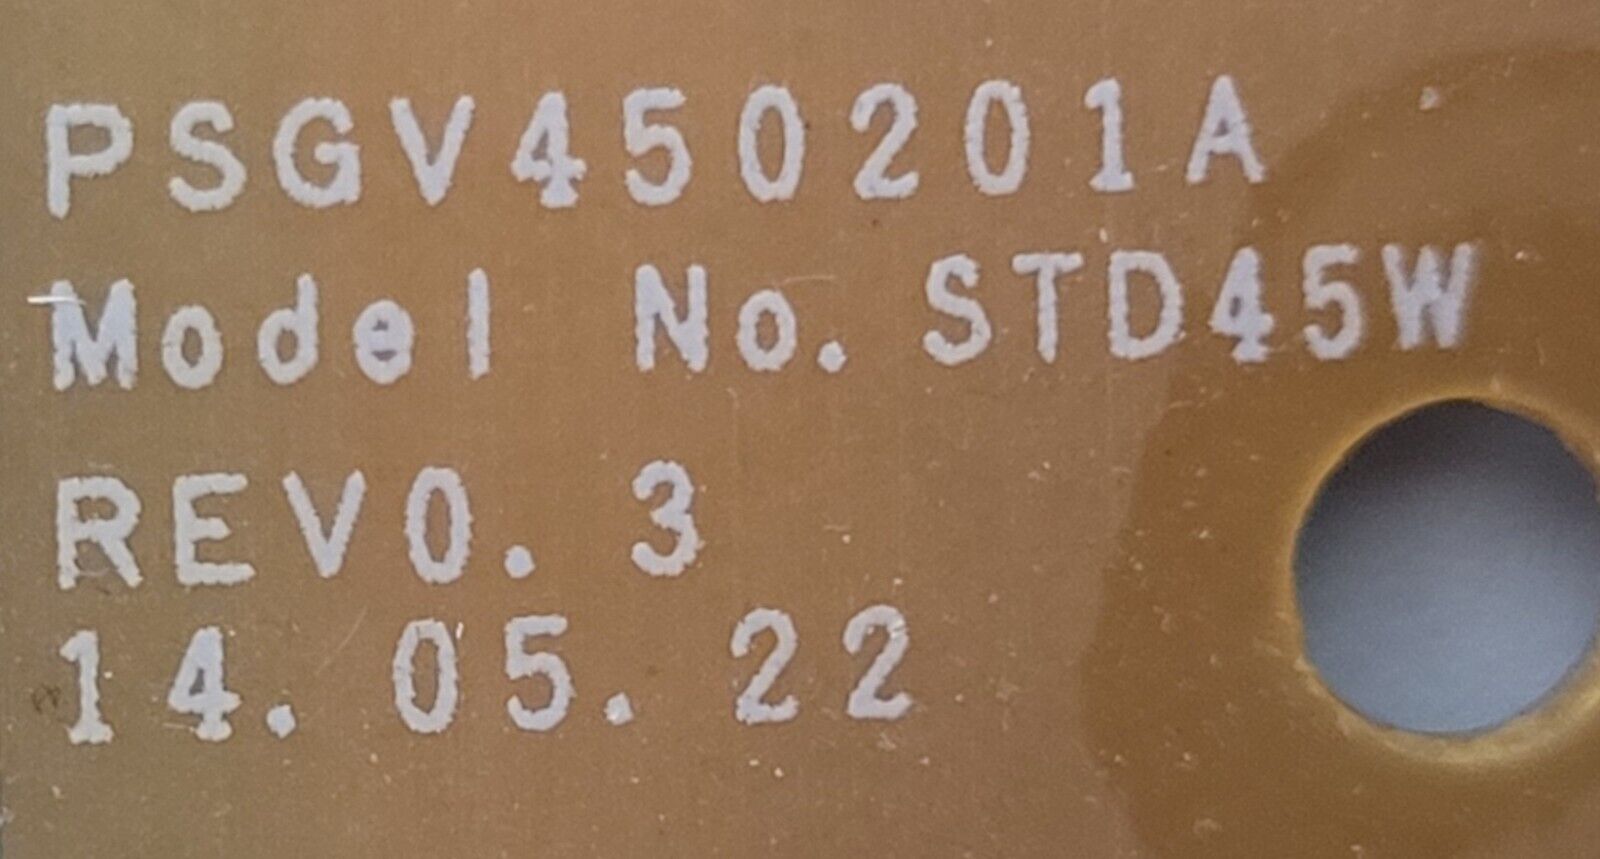 PSGV450201A
Model No. STD45W
REV0. 3
14. 05. 22